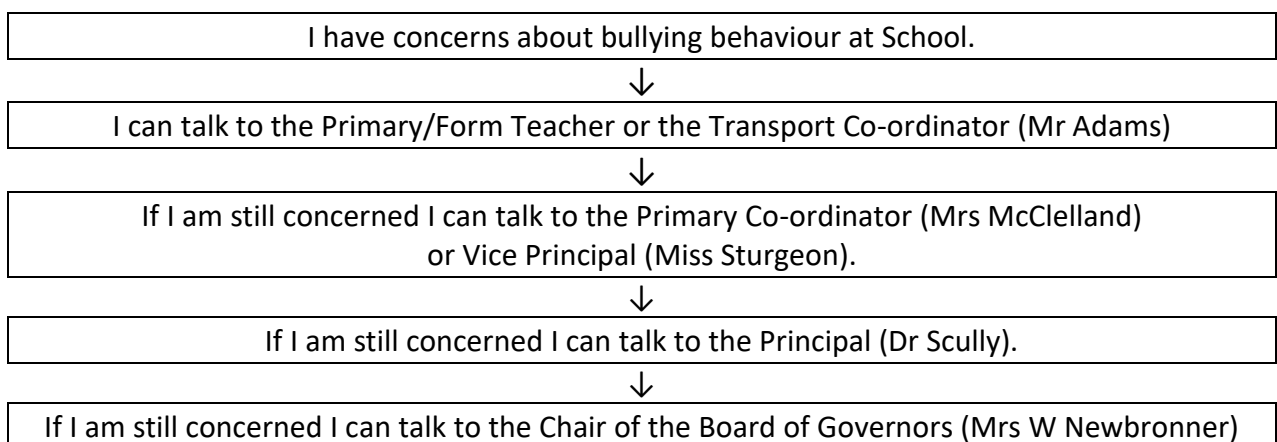 I have concerns about bullying behaviour at School.
↓
I can talk to the Primary/Form Teacher or the Transport Co-ordinator (Mr Adams)
↓
If I am still concerned I can talk to the Primary Co-ordinator (Mrs McClelland)
or Vice Principal (Miss Sturgeon).
↓
If I am still concerned I can talk to the Principal (Dr Scully).
↓
If I am still concerned I can talk to the Chair of the Board of Governors (Mrs W Newbronner)